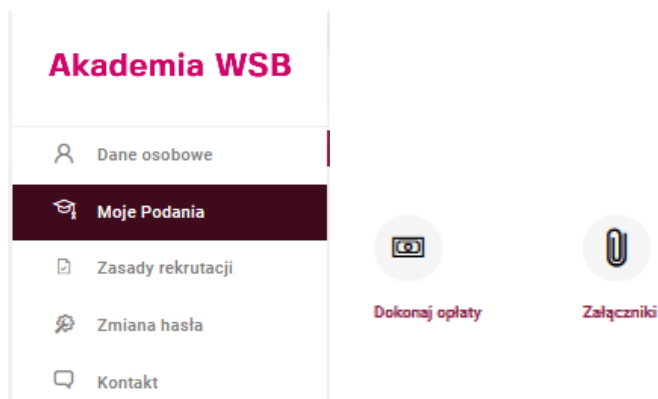 Akademia WSB
Dane osobowe
Moje Podania
Zasady rekrutacji
Zmiana hasła
Kontakt
Dokonaj opłaty
Załączniki